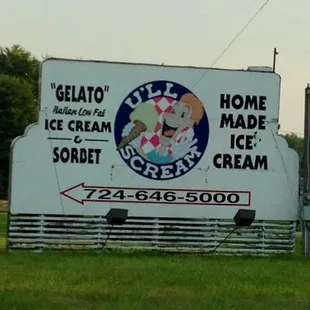 "GELATO"
Italian Low Fat
ICE CREAM
&
SORBET
U'LL
SCREAM
HOME
MADE
ICE
CREAM
724-646-5000